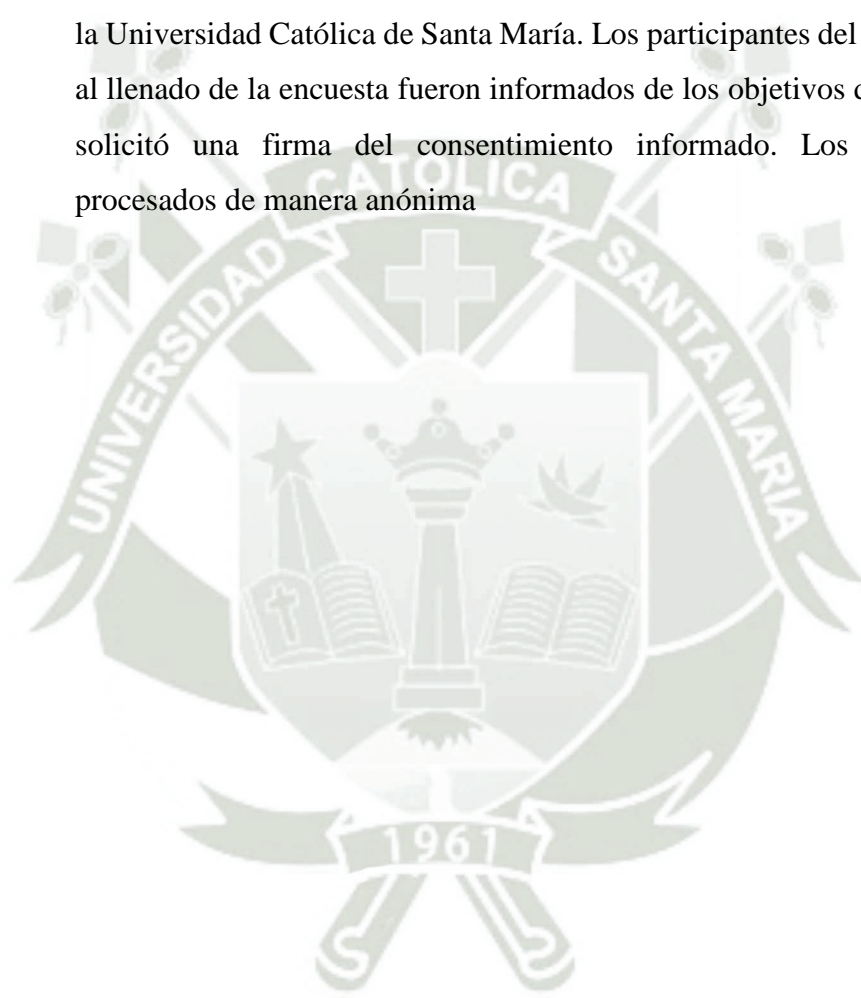 la Universidad Católica de Santa María. Los participantes del
al llenado de la encuesta fueron informados de los objetivos
solicitó una firma del consentimiento informado. Los
procesados de manera anónima
UNIVERSIDAD CATOLICA SANTA MARIA
1961